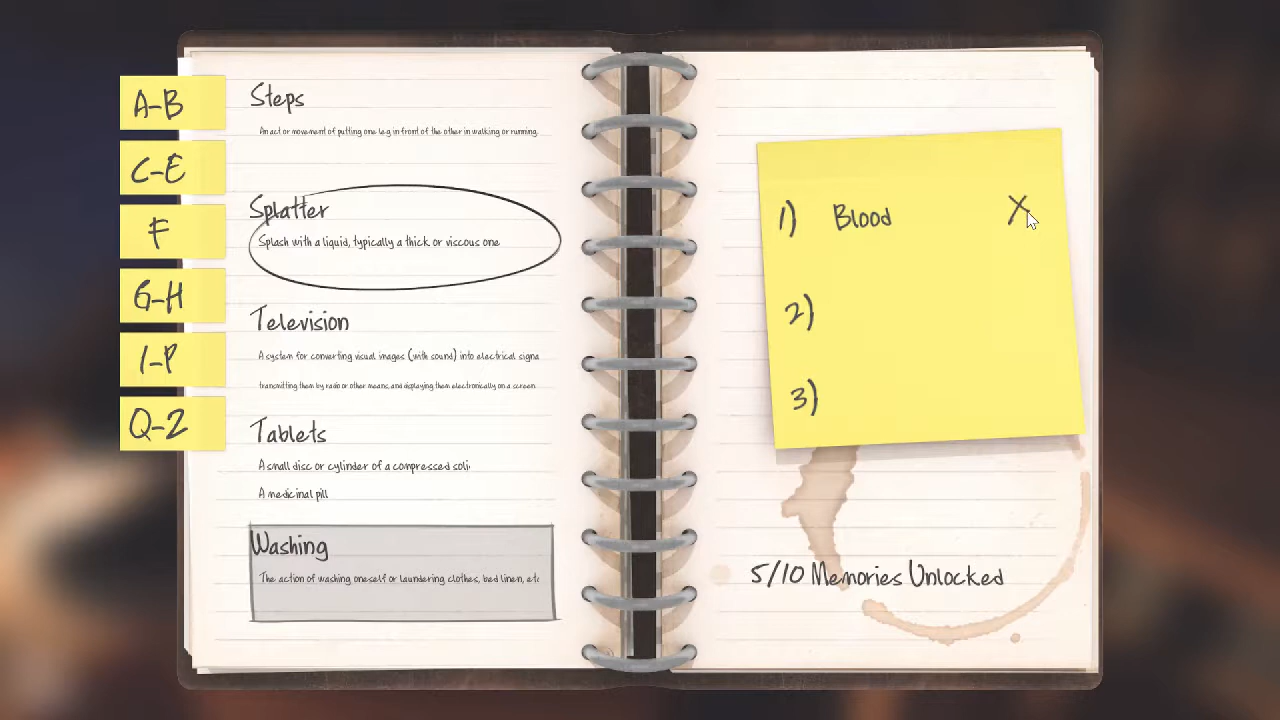 A-B
C-E
F
G-H
I-P
Q-Z
Steps
An act or movement of putting one leg in front of the other in walking or running.
Splatter
Splash with a liquid, typically a thick or viscous one
Television
A system for converting visual images (with sound) into electrical signa
transmitting them by radio or other means, and displaying them electronically on a screen.
Tablets
A small disc or cylinder of a compressed soli
A medicinal pill
Washing
The action of washing oneself or laundering clothes, bed linen, etc
1) Blood X
2)
3)
5/10 Memories Unlocked